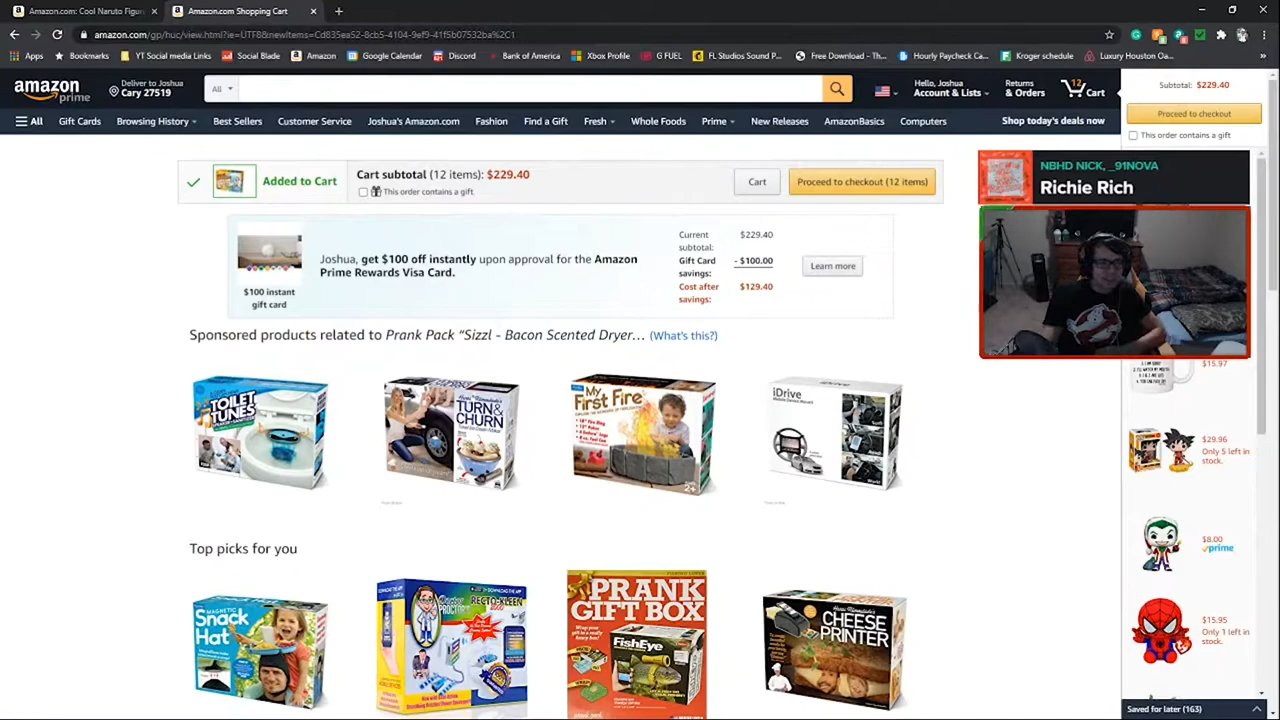 Amazon.com: Cool Naruto Figu
Amazon.com Shopping Cart
amazon.com/gp/huc/view.html?ie=UTF8&newItems=Cd835ea52-8cb5-4104-9ef9-41f5b07532ba%2C1
Apps
Bookmarks
YT Social media Links
Social Blade
Amazon
Google Calendar
Discord
Bank of America
Xbox Profile
G FUEL
FL Studios Sound P...
Free Download - Th...
Hourly Paycheck Ca...
Kroger schedule
Luxury Houston Oa...
amazon
prime
Deliver to Joshua
Cary 27519
All
Hello, Joshua
Account & Lists
Returns
& Orders
12
Cart
All
Gift Cards
Browsing History
Best Sellers
Customer Service
Joshua's Amazon.com
Fashion
Find a Gift
Fresh
Whole Foods
Prime
New Releases
AmazonBasics
Computers
Shop today's deals now
Subtotal: $229.40
Proceed to checkout
This order contains a gift
Added to Cart
Cart subtotal (12 items): $229.40
This order contains a gift
Cart
Proceed to checkout (12 items)
NBHD NICK, _91NOVA
Richie Rich
$100 instant
gift card
Joshua, get $100 off instantly upon approval for the Amazon
Prime Rewards Visa Card.
Current
subtotal:
$229.40
Gift Card
savings:
- $100.00
Cost after
savings:
$129.40
Learn more
Sponsored products related to Prank Pack “Sizzl - Bacon Scented Dryer... (What's this?)
TOILET
TUNES
TURN &
CHURN
My
First Fire
2+
iDrive
$15.97
$29.96
Only 5 left in
stock.
$8.00
prime
$15.95
Only 1 left in
stock.
Top picks for you
MAGNETIC
Snack
Hat
PRANK
GIFT BOX
FishEye
CHEESE
PRINTER
Saved for later (163)